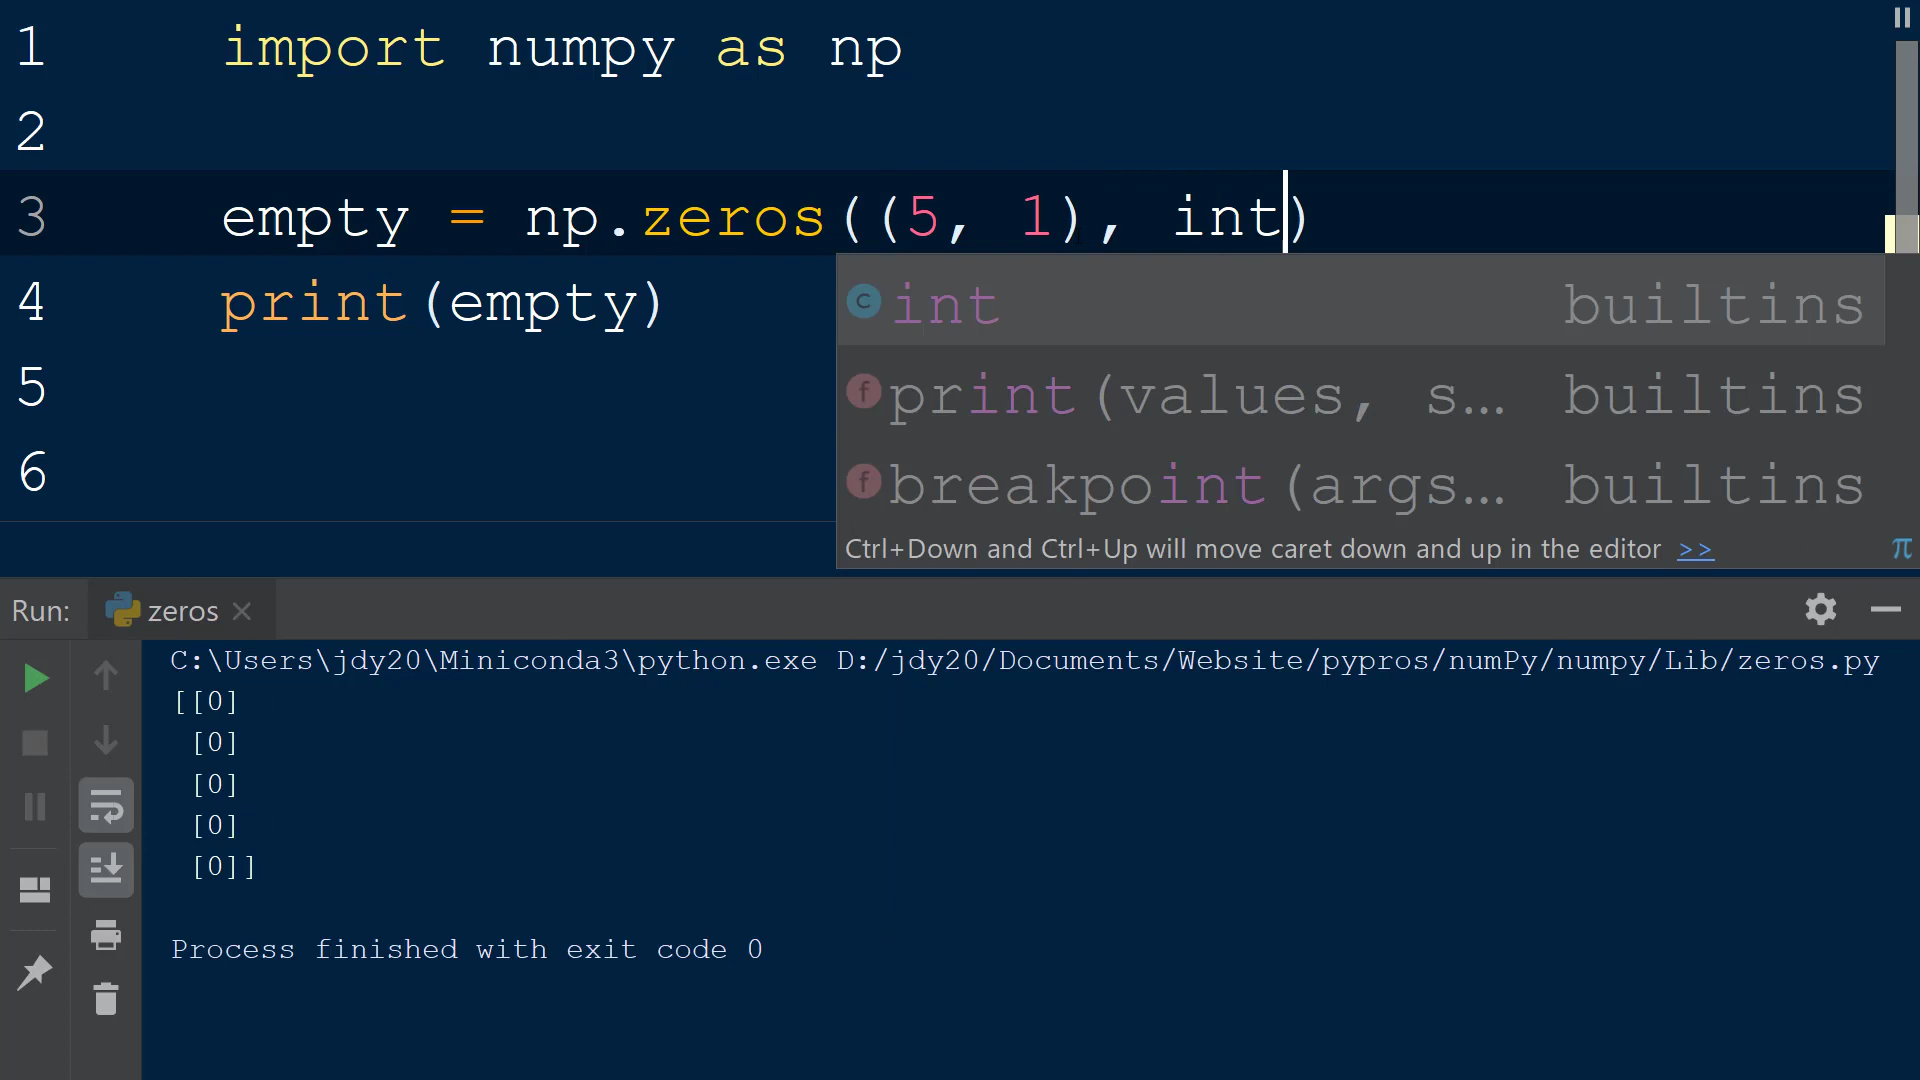 1 import numpy as np
2
3 empty = np.zeros((5, 1), int)
4 print(empty)
5
6
int builtins
print(values, s... builtins
breakpoint(args... builtins
Ctrl+Down and Ctrl+Up will move caret down and up in the editor >> π
Run: zeros
C:\Users\jdy20\Miniconda3\python.exe D:/jdy20/Documents/Website/pypros/numPy/numpy/Lib/zeros.py
[[0]
[0]
[0]
[0]
[0]]
Process finished with exit code 0